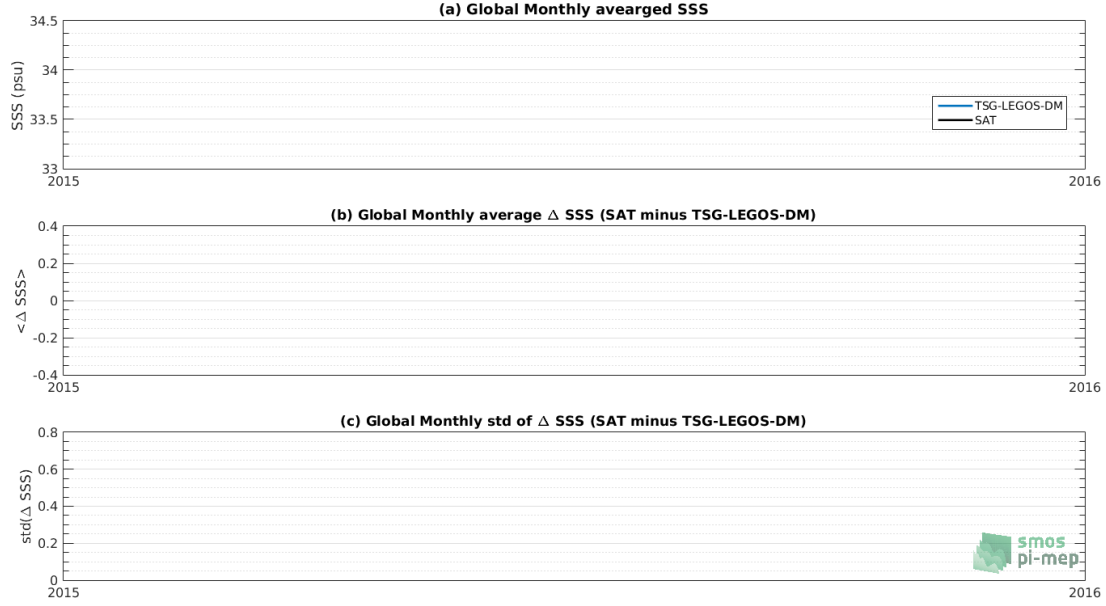 (a) Global Monthly avearged SSS
34.5
34
33.5
33
SSS (psu)
TSG-LEGOS-DM
SAT
2015
2016
(b) Global Monthly average Δ SSS (SAT minus TSG-LEGOS-DM)
0.4
0.2
0
-0.2
-0.4
<Δ SSS>
2015
2016
(c) Global Monthly std of Δ SSS (SAT minus TSG-LEGOS-DM)
0.8
0.6
0.4
0.2
0
std(Δ SSS)
smos
pi-mep
2015
2016